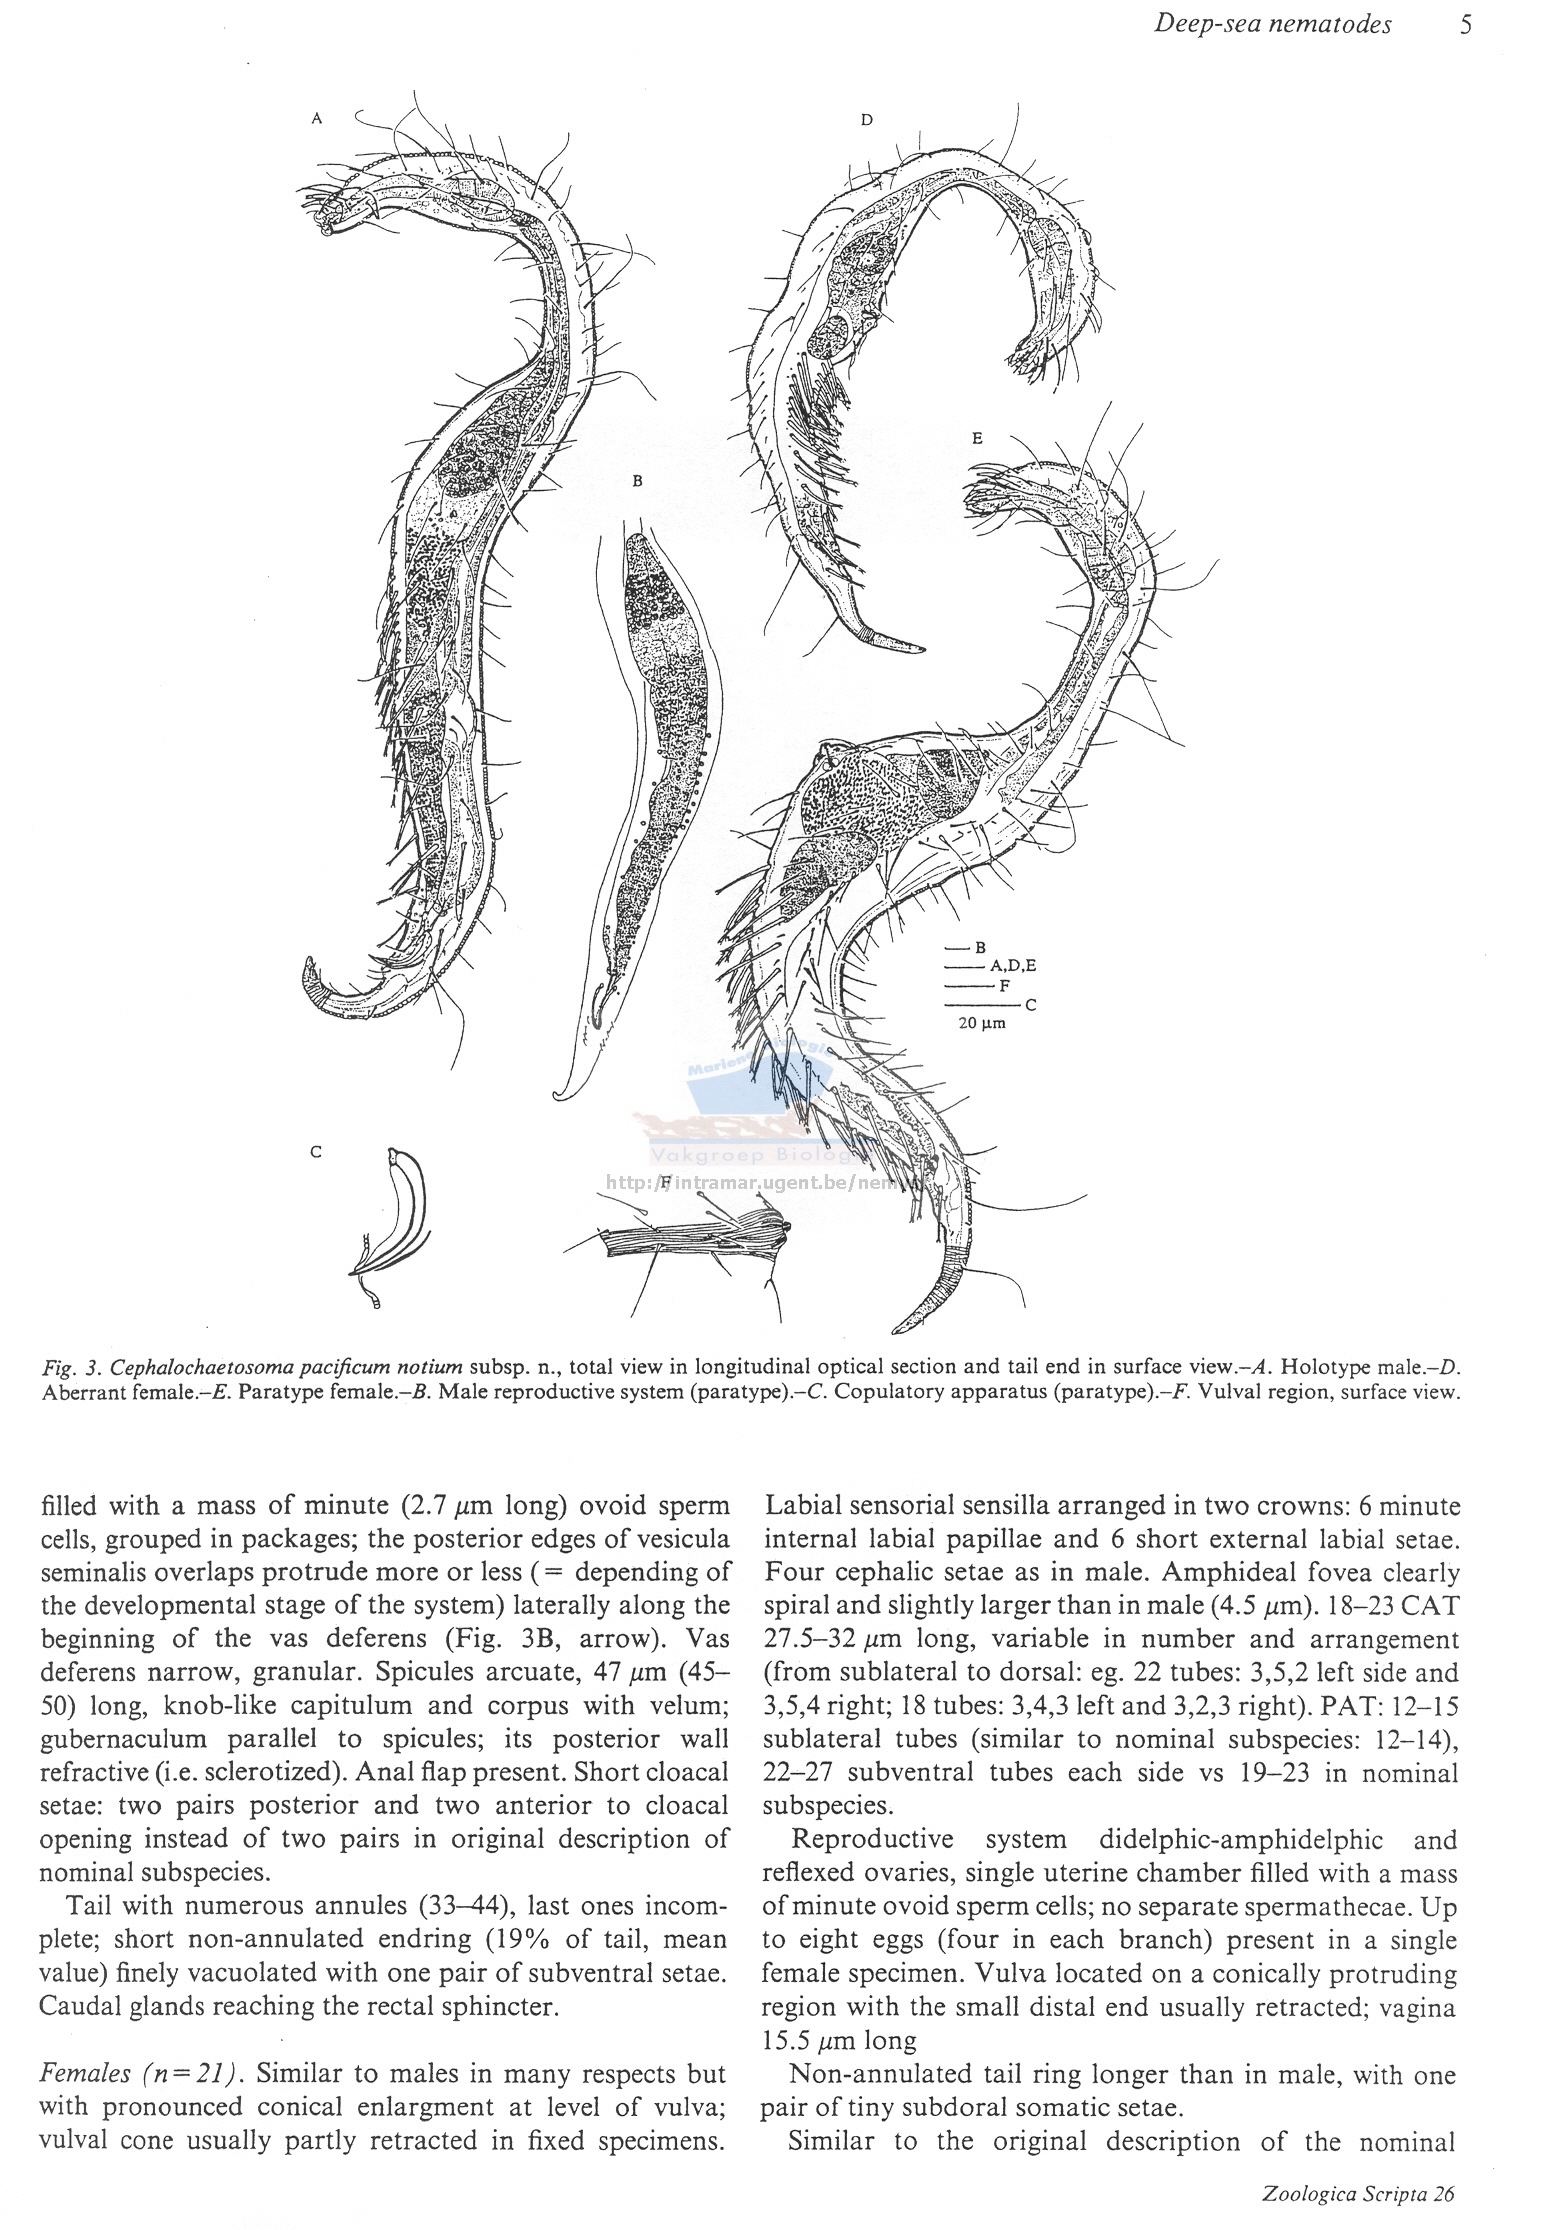 Deep-sea nematodes 5
A
D
E
B
B
A,D,E
F
C
20 µm
Mariene Biologie
Vakgroep Biologie
C
F
Fig. 3. Cephalochaetosoma pacificum notium subsp. n., total view in longitudinal optical section and tail end in surface view.–A. Holotype male.–D.
Aberrant female.–E. Paratype female.–B. Male reproductive system (paratype).–C. Copulatory apparatus (paratype).–F. Vulval region, surface view.
filled with a mass of minute (2.7 µm long) ovoid sperm
cells, grouped in packages; the posterior edges of vesicula
seminalis overlaps protrude more or less (= depending of
the developmental stage of the system) laterally along the
beginning of the vas deferens (Fig. 3B, arrow). Vas
deferens narrow, granular. Spicules arcuate, 47 µm (45–
50) long, knob-like capitulum and corpus with velum;
gubernaculum parallel to spicules; its posterior wall
refractive (i.e. sclerotized). Anal flap present. Short cloacal
setae: two pairs posterior and two anterior to cloacal
opening instead of two pairs in original description of
nominal subspecies.
Tail with numerous annules (33–44), last ones incom-
plete; short non-annulated endring (19% of tail, mean
value) finely vacuolated with one pair of subventral setae.
Caudal glands reaching the rectal sphincter.
Females (n=21). Similar to males in many respects but
with pronounced conical enlargment at level of vulva;
vulval cone usually partly retracted in fixed specimens.
Labial sensorial sensilla arranged in two crowns: 6 minute
internal labial papillae and 6 short external labial setae.
Four cephalic setae as in male. Amphideal fovea clearly
spiral and slightly larger than in male (4.5 µm). 18–23 CAT
27.5–32 µm long, variable in number and arrangement
(from sublateral to dorsal: eg. 22 tubes: 3,5,2 left side and
3,5,4 right; 18 tubes: 3,4,3 left and 3,2,3 right). PAT: 12–15
sublateral tubes (similar to nominal subspecies: 12–14),
22–27 subventral tubes each side vs 19–23 in nominal
subspecies.
Reproductive system didelphic-amphidelphic and
reflexed ovaries, single uterine chamber filled with a mass
of minute ovoid sperm cells; no separate spermathecae. Up
to eight eggs (four in each branch) present in a single
female specimen. Vulva located on a conically protruding
region with the small distal end usually retracted; vagina
15.5 µm long
Non-annulated tail ring longer than in male, with one
pair of tiny subdoral somatic setae.
Similar to the original description of the nominal
Zoologica Scripta 26